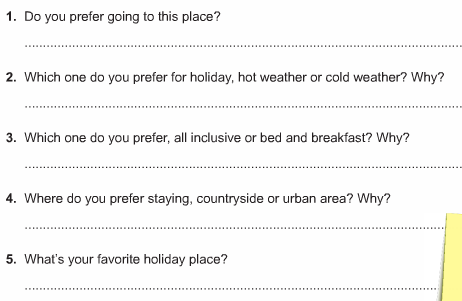 1. Do you prefer going to this place?
..............................................................................................................................
2. Which one do you prefer for holiday, hot weather or cold weather? Why?
..............................................................................................................................
3. Which one do you prefer, all inclusive or bed and breakfast? Why?
..............................................................................................................................
4. Where do you prefer staying, countryside or urban area? Why?
..............................................................................................................................
5. What's your favorite holiday place?
..............................................................................................................................